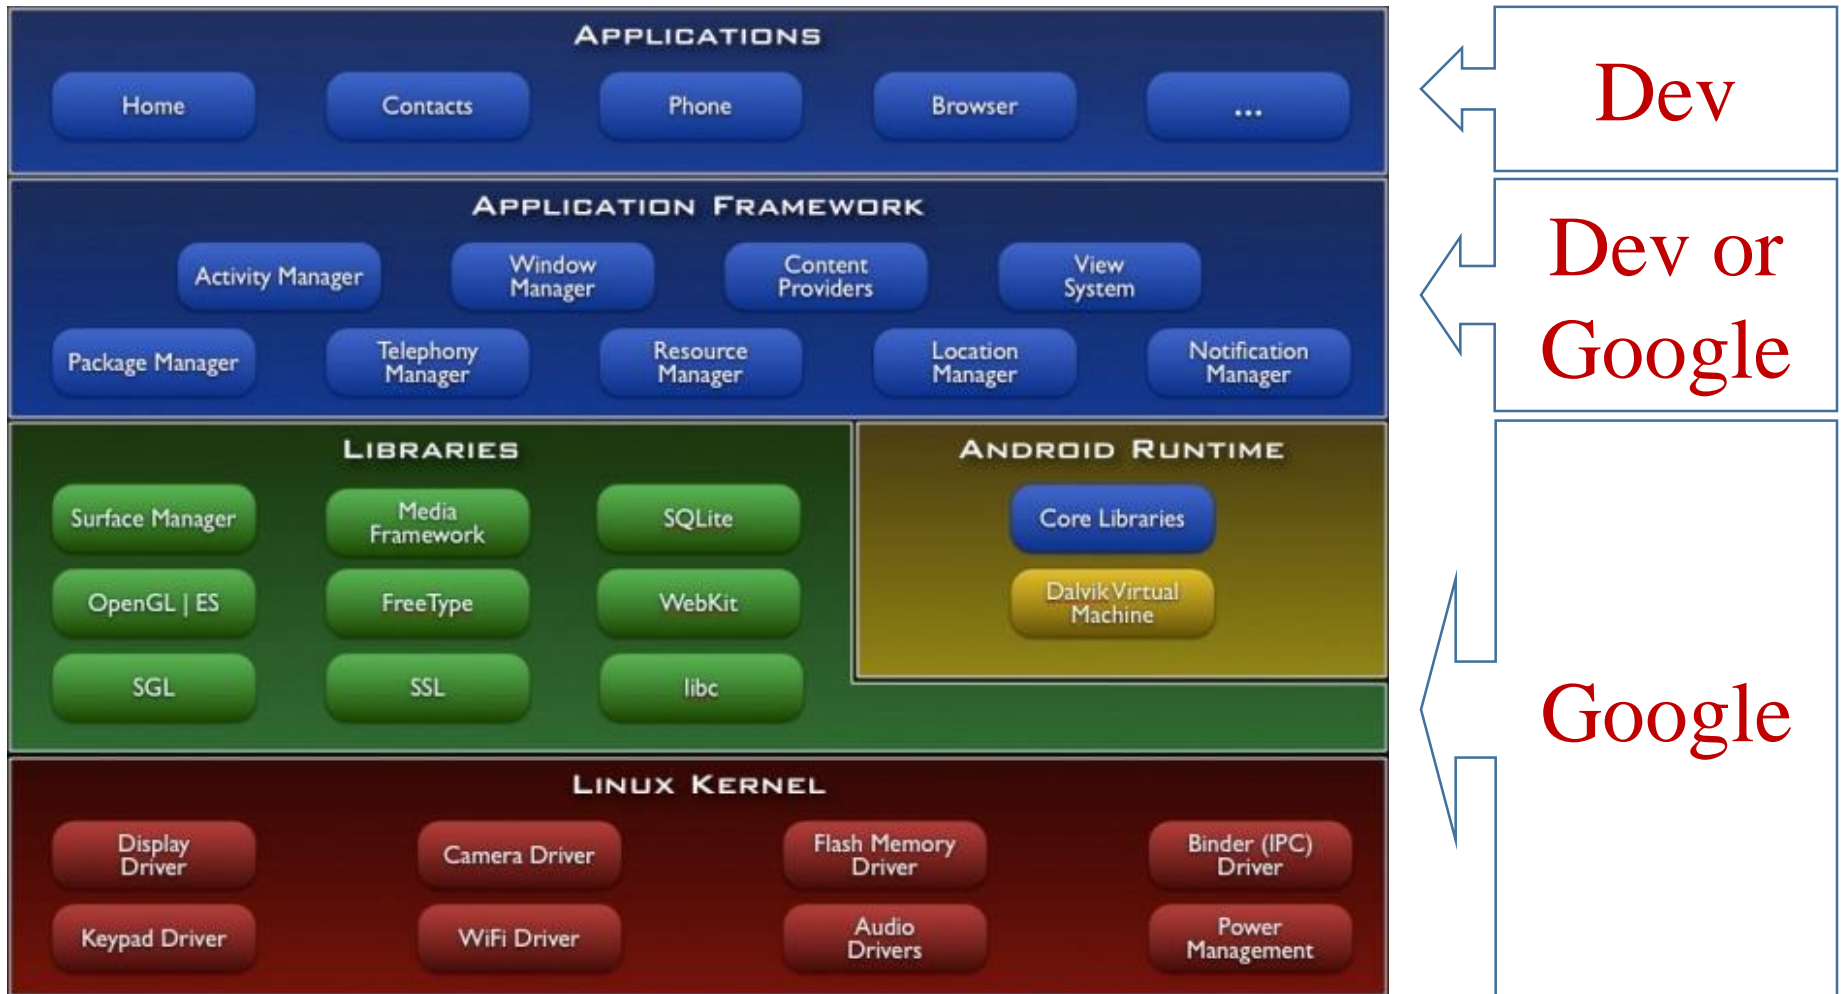 APPLICATIONS
Home
Contacts
Phone
Browser
...
Dev
APPLICATION FRAMEWORK
Activity Manager
Window
Manager
Content
Providers
View
System
Package Manager
Telephony
Manager
Resource
Manager
Location
Manager
Notification
Manager
Dev or
Google
LIBRARIES
Surface Manager
Media
Framework
SQLite
OpenGL | ES
FreeType
WebKit
SGL
SSL
libc
ANDROID RUNTIME
Core Libraries
Dalvik Virtual
Machine
Google
LINUX KERNEL
Display
Driver
Camera Driver
Flash Memory
Driver
Binder (IPC)
Driver
Keypad Driver
WiFi Driver
Audio
Drivers
Power
Management